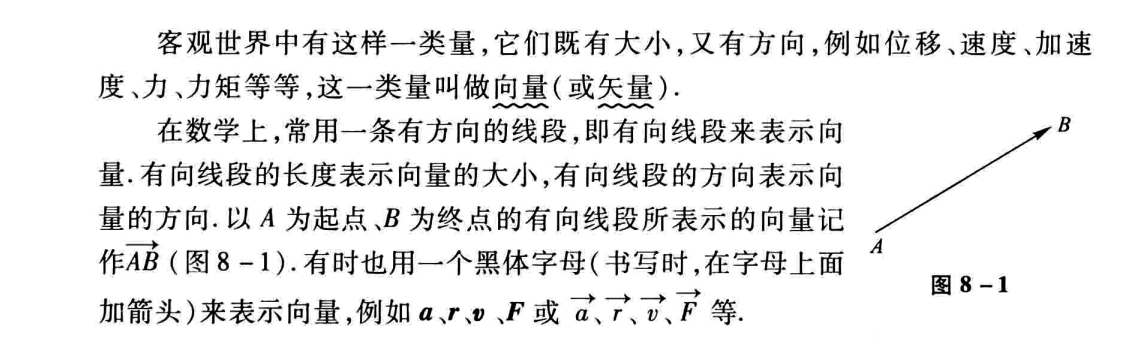 客观世界中有这样一类量,它们既有大小,又有方向,例如位移、速度、加速
度、力、力矩等等,这一类量叫做向量(或矢量).
在数学上,常用一条有方向的线段,即有向线段来表示向
量.有向线段的长度表示向量的大小,有向线段的方向表示向
量的方向.以 A 为起点、B 为终点的有向线段所表示的向量记
作$\overrightarrow{AB}$(图8-1).有时也用一个黑体字母(书写时,在字母上面
加箭头)来表示向量,例如 a、r、v、F 或 $\vec{a}$、$\vec{r}$、$\vec{v}$、$\vec{F}$ 等.
B
A
图 8-1